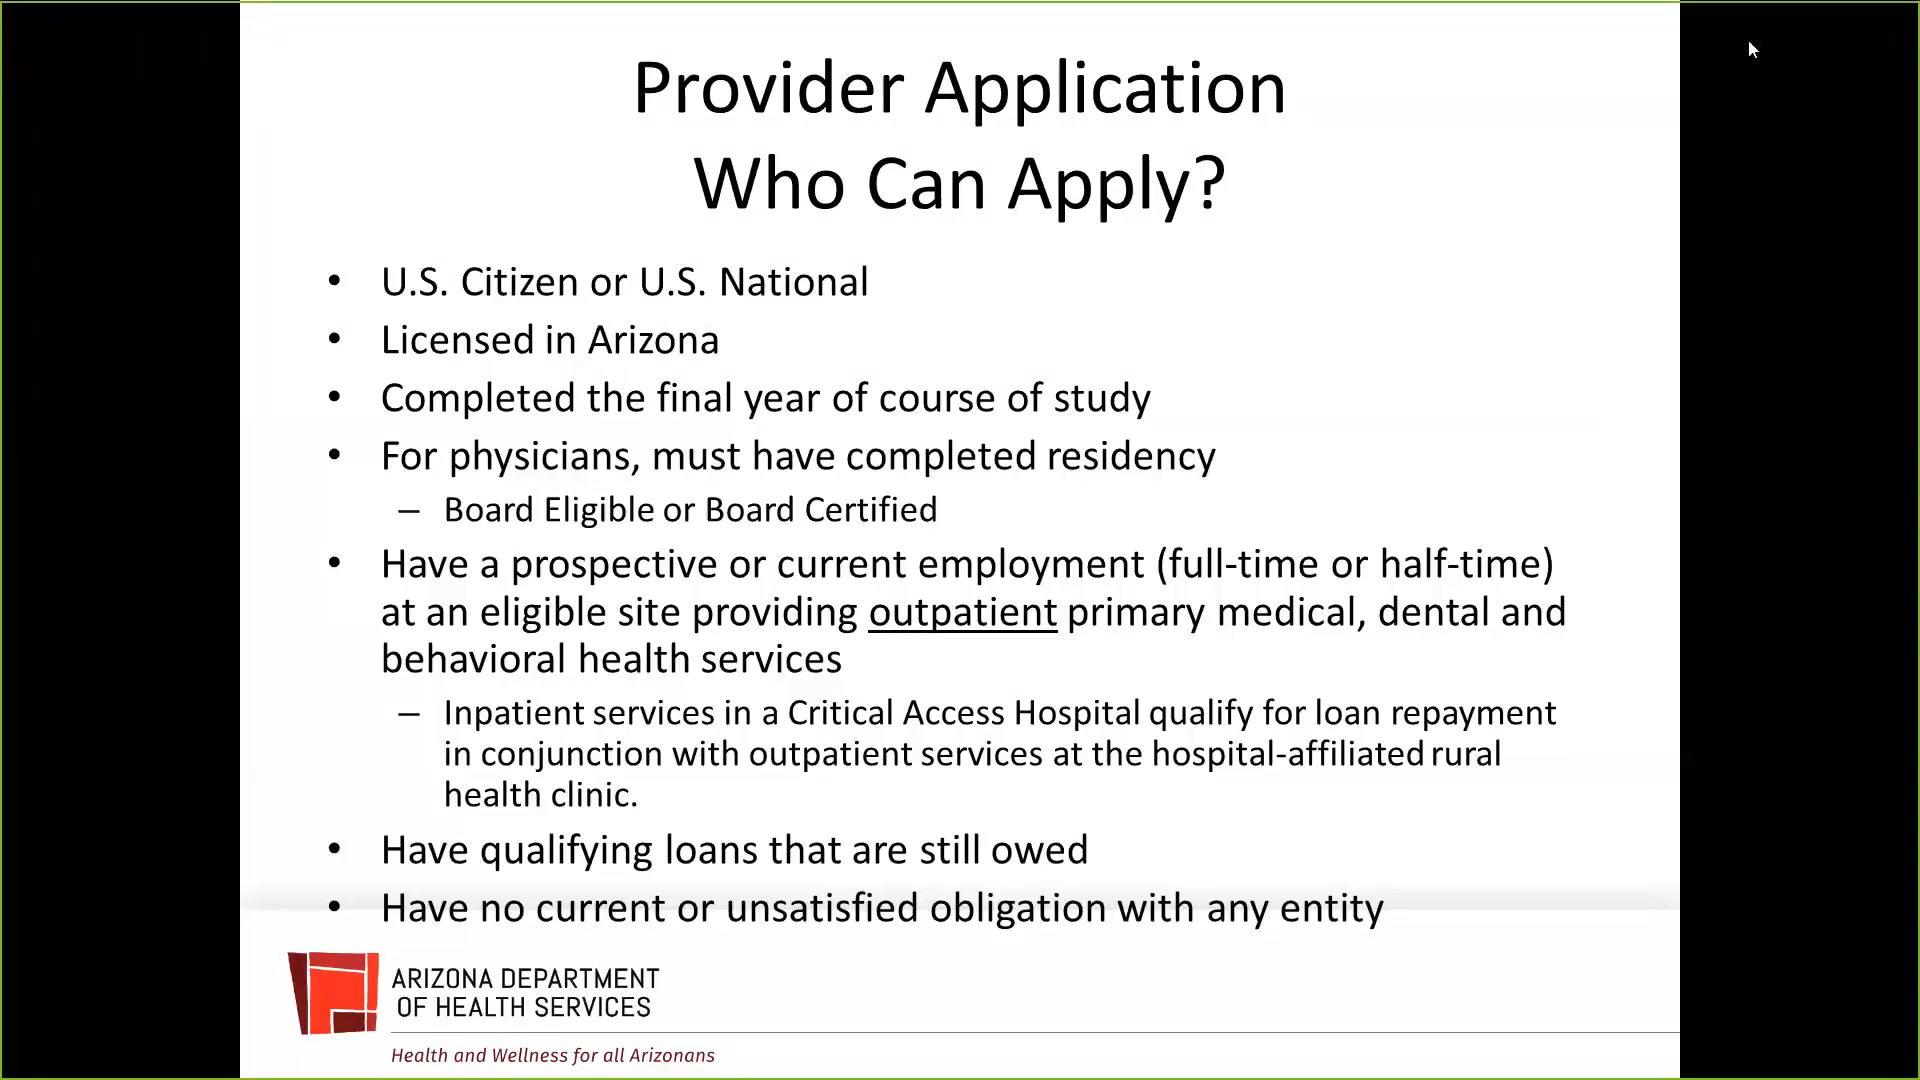 Provider Application
Who Can Apply?
• U.S. Citizen or U.S. National
• Licensed in Arizona
• Completed the final year of course of study
• For physicians, must have completed residency
– Board Eligible or Board Certified
• Have a prospective or current employment (full-time or half-time)
at an eligible site providing outpatient primary medical, dental and
behavioral health services
– Inpatient services in a Critical Access Hospital qualify for loan repayment
in conjunction with outpatient services at the hospital-affiliated rural
health clinic.
• Have qualifying loans that are still owed
• Have no current or unsatisfied obligation with any entity
ARIZONA DEPARTMENT
OF HEALTH SERVICES
Health and Wellness for all Arizonans